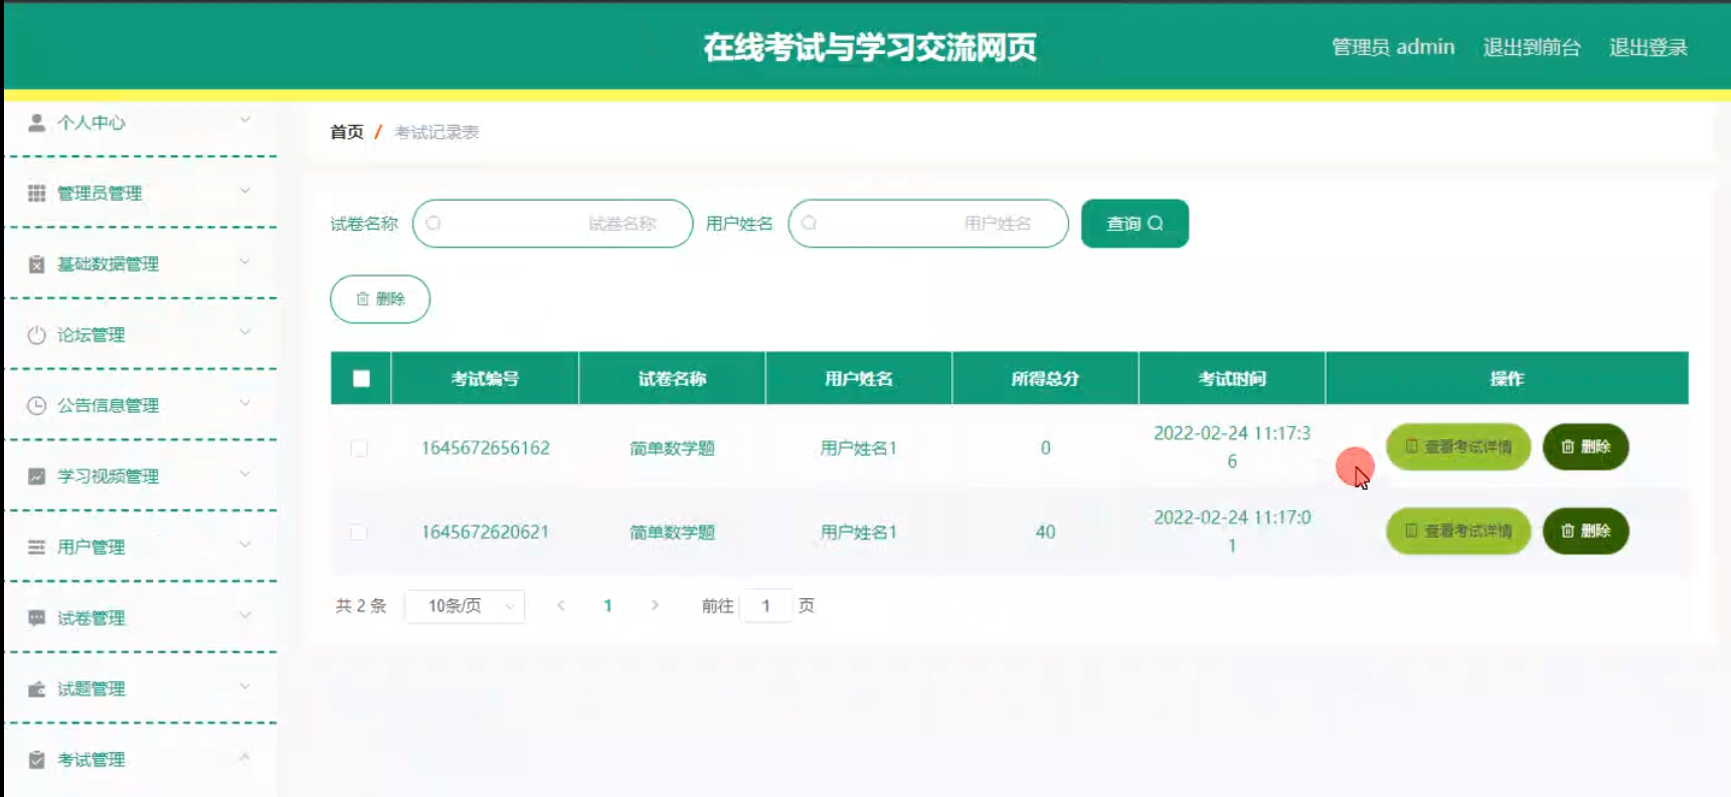 在线考试与学习交流网页
管理员 admin 退出到前台 退出登录
个人中心
管理员管理
基础数据管理
论坛管理
公告信息管理
学习视频管理
用户管理
试卷管理
试题管理
考试管理
首页 / 考试记录表
试卷名称 试卷名称 用户姓名 用户姓名 查询
删除
考试编号 试卷名称 用户姓名 所得总分 考试时间 操作
1645672656162 简单数学题 用户姓名1 0 2022-02-24 11:17:3
6 查看考试详情 删除
1645672620621 简单数学题 用户姓名1 40 2022-02-24 11:17:0
1 查看考试详情 删除
共 2 条 10条/页 1 前往 1 页